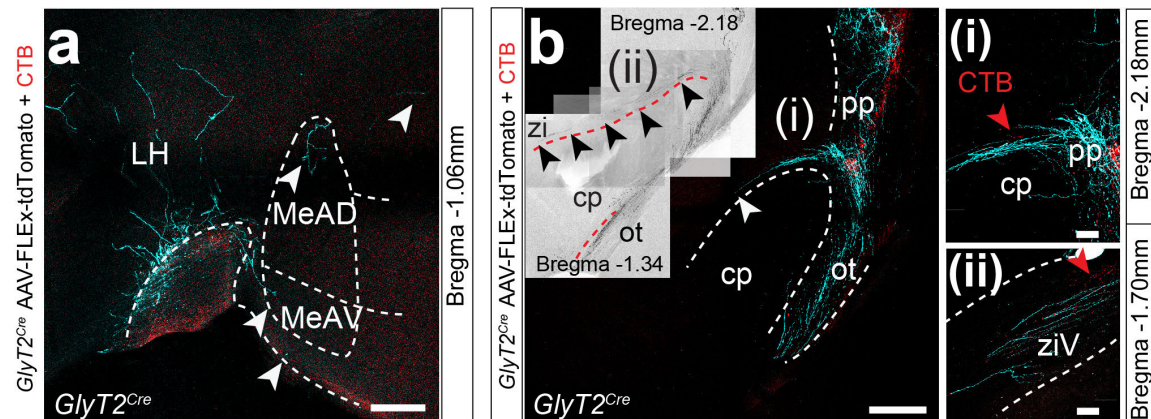 GlyT2Cre AAV-FLEx-tdTomato + CTB
a
LH
MeAD
MeAV
GlyT2Cre
Bregma -1.06mm
GlyT2Cre AAV-FLEx-tdTomato + CTB
b
Bregma -2.18
(ii)
zi
cp
ot
Bregma -1.34
(i)
pp
cp
ot
GlyT2Cre
(i)
CTB
pp
cp
Bregma -2.18mm
(ii)
ziV
Bregma -1.70mm